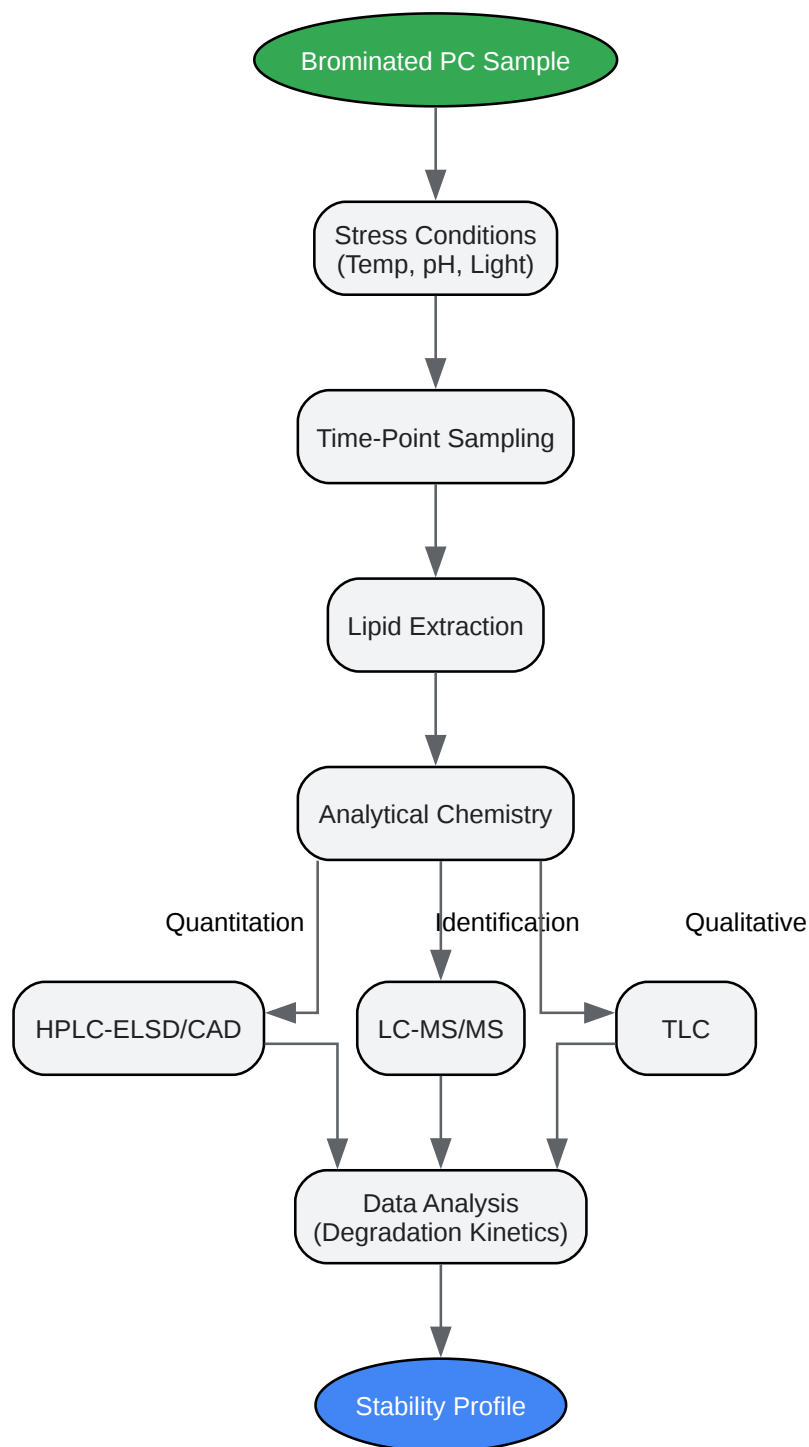 Brominated PC Sample
Stress Conditions
(Temp, pH, Light)
Time-Point Sampling
Lipid Extraction
Analytical Chemistry
Quantitation
Identification
Qualitative
HPLC-ELSD/CAD
LC-MS/MS
TLC
Data Analysis
(Degradation Kinetics)
Stability Profile